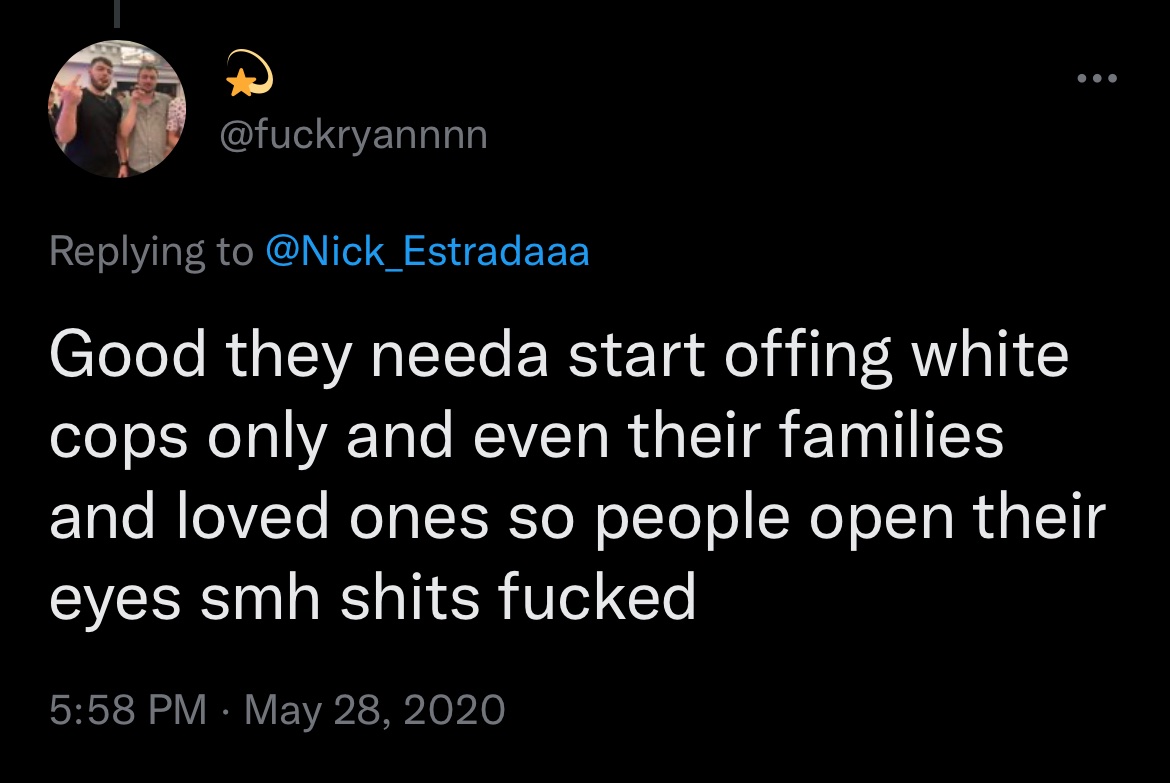 @fuckryannnn
Replying to @Nick_Estradaaa
Good they needa start offing white
cops only and even their families
and loved ones so people open their
eyes smh shits fucked
5:58 PM · May 28, 2020